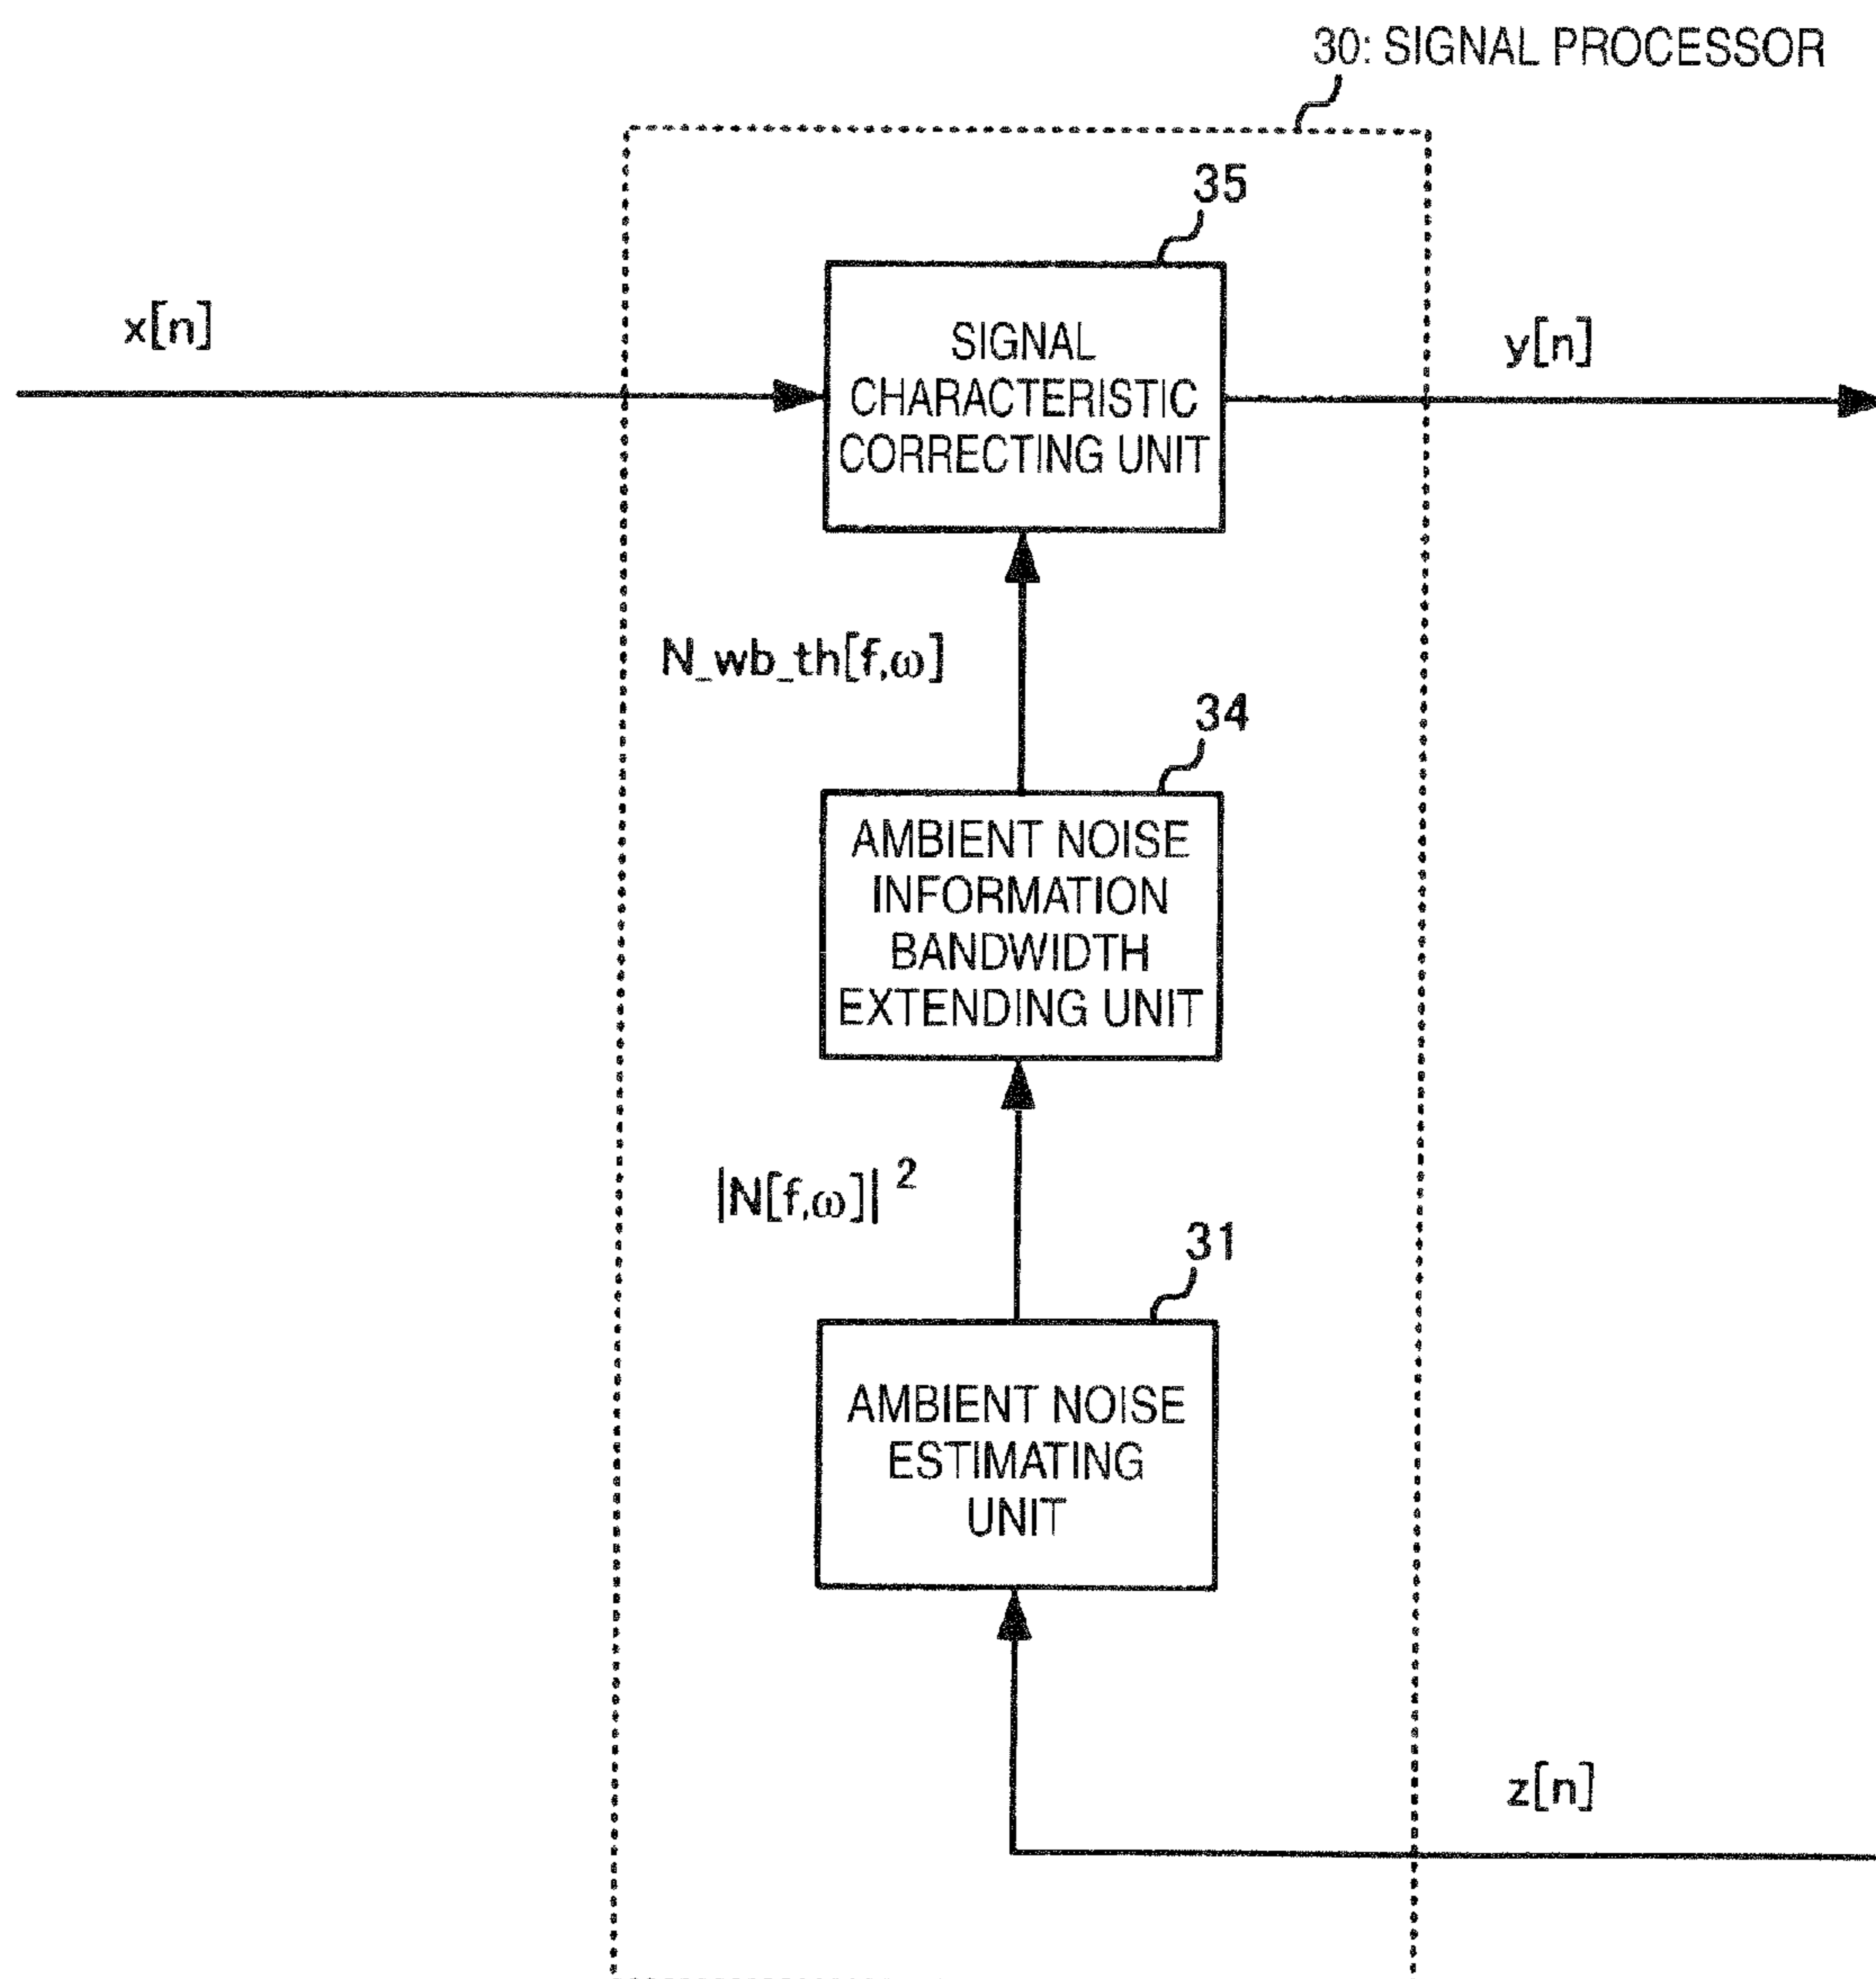 30: SIGNAL PROCESSOR
35
x[n]
SIGNAL
CHARACTERISTIC
CORRECTING UNIT
y[n]
N_wb_th[f,ω]
34
AMBIENT NOISE
INFORMATION
BANDWIDTH
EXTENDING UNIT
|N[f,ω]|²
31
AMBIENT NOISE
ESTIMATING
UNIT
z[n]